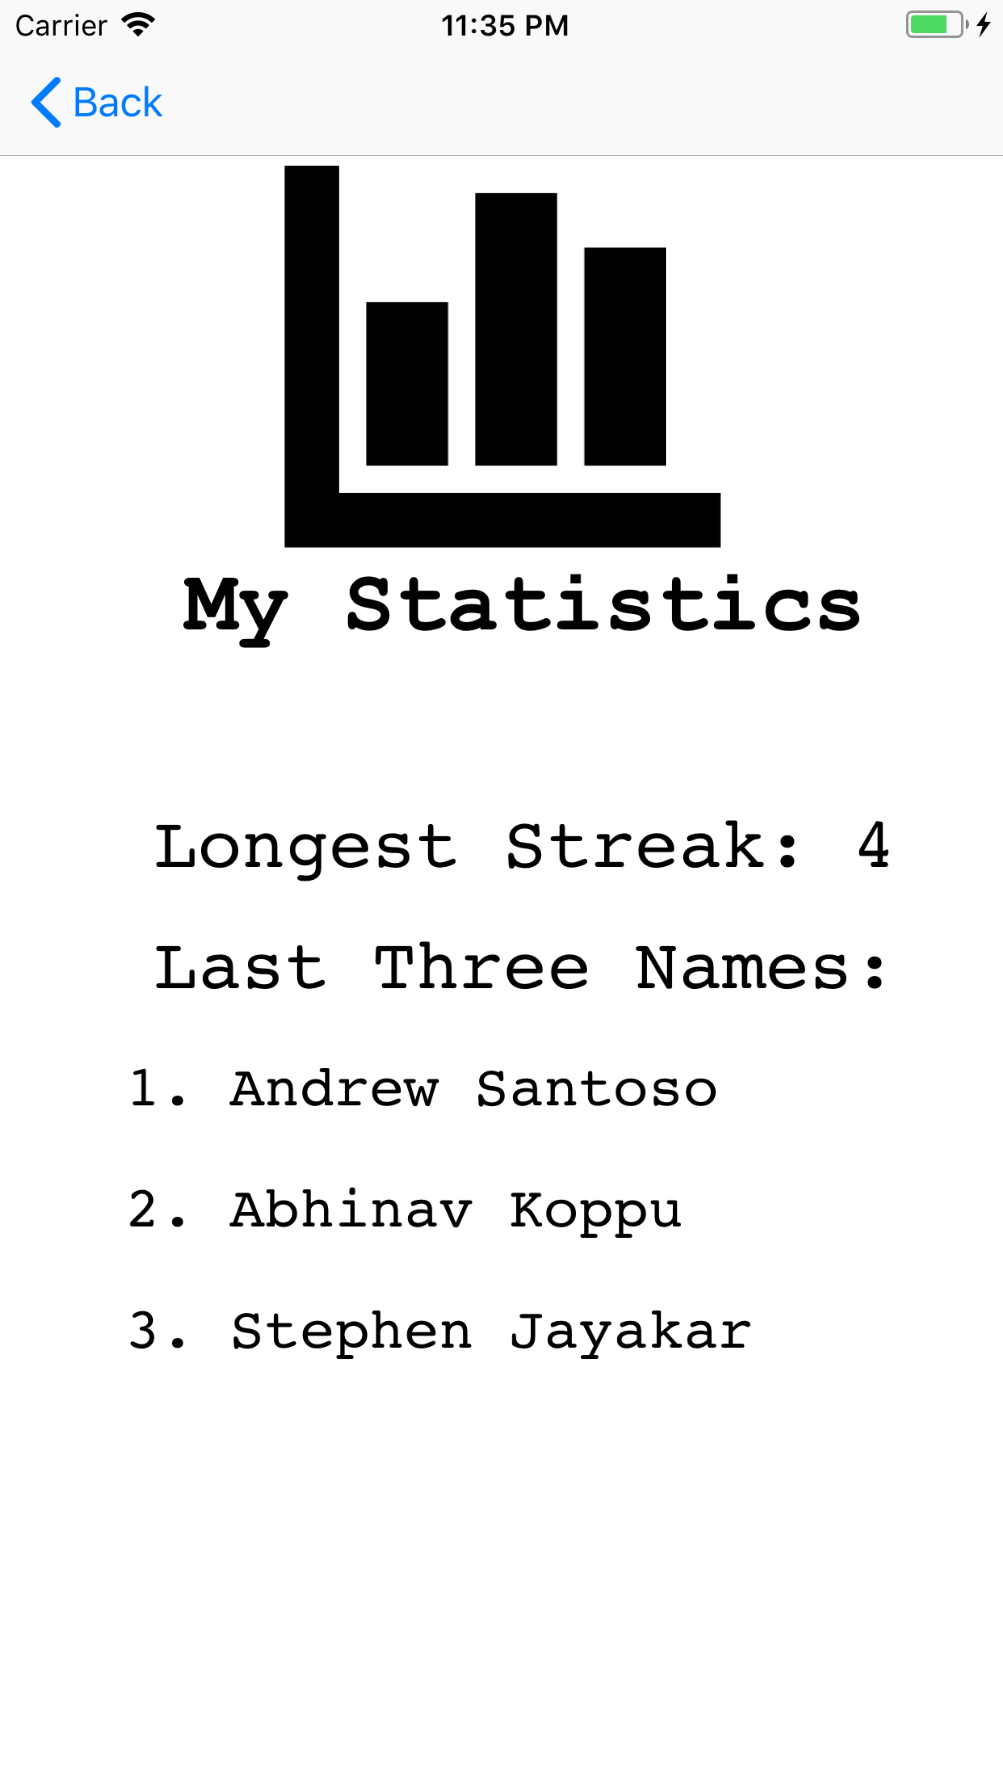 Carrier 11:35 PM
Back
My Statistics
Longest Streak: 4
Last Three Names:
1. Andrew Santoso
2. Abhinav Koppu
3. Stephen Jayakar